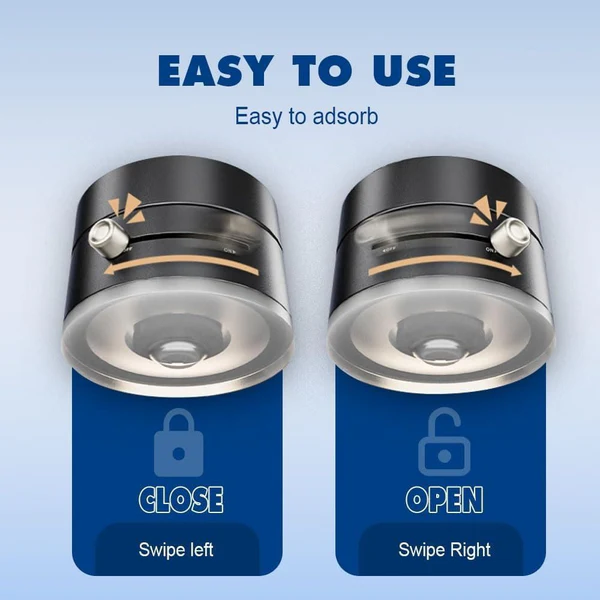 EASY TO USE
Easy to adsorb
CLOSE
OPEN
Swipe left
Swipe Right